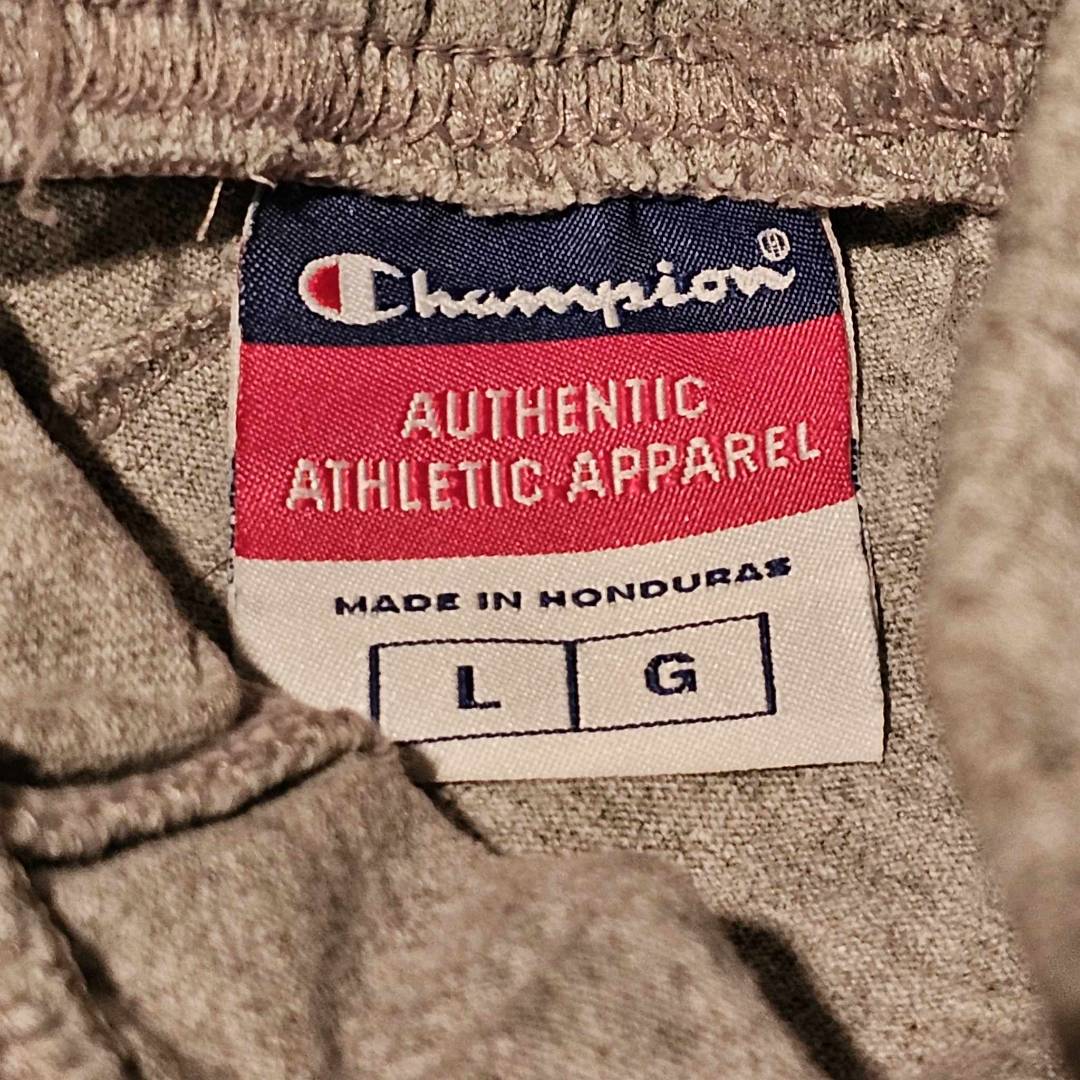 Champion®
AUTHENTIC
ATHLETIC APPAREL
MADE IN HONDURAS
L G